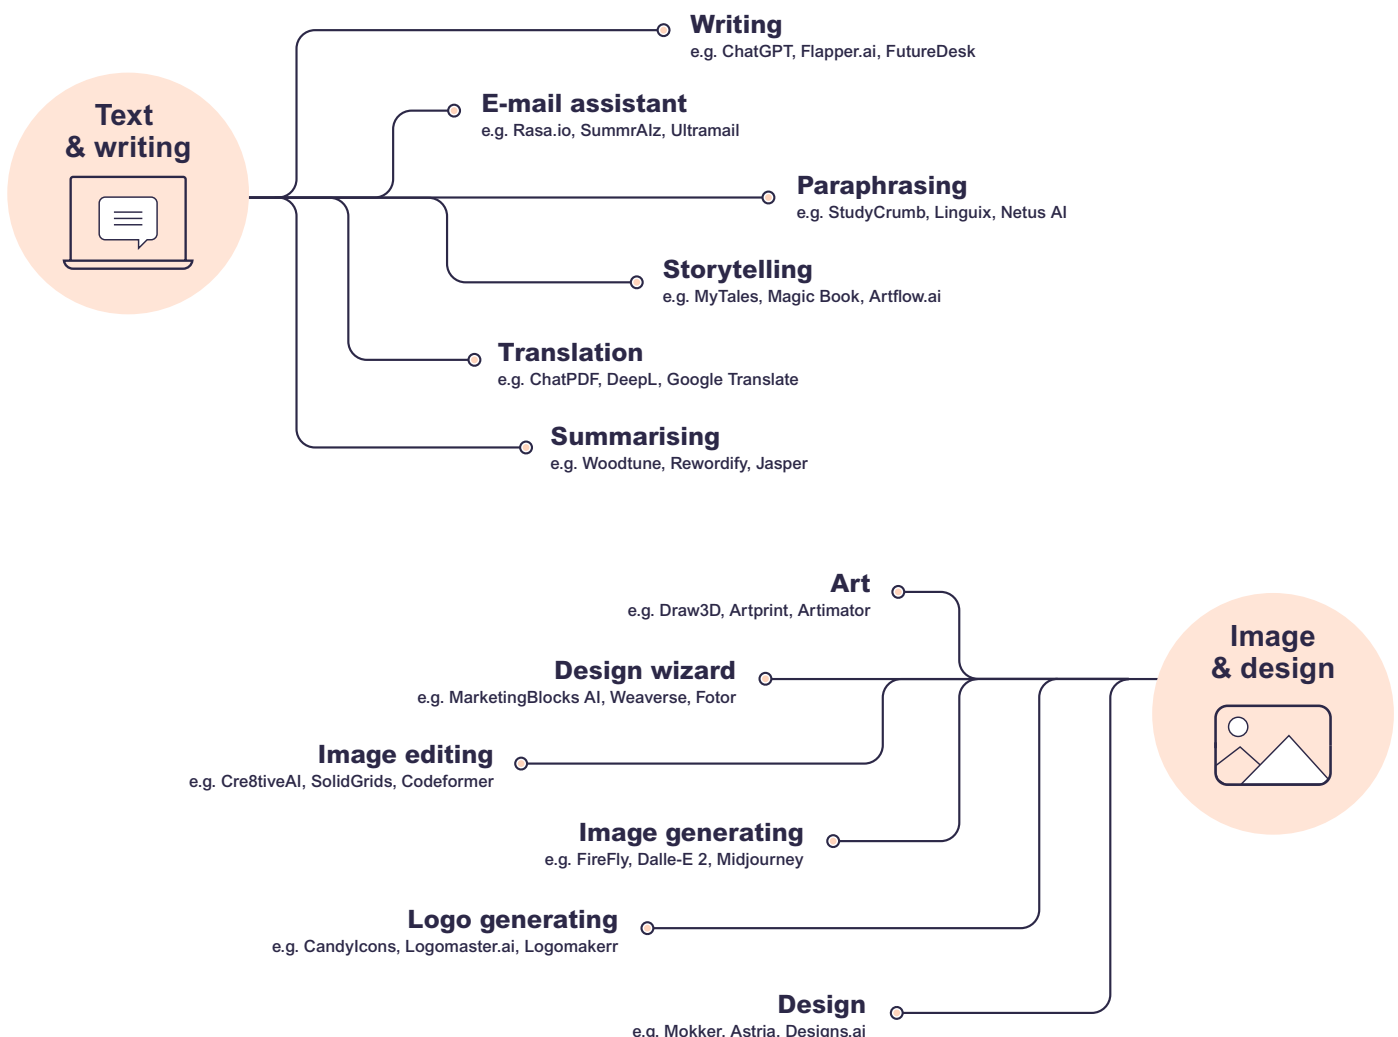 Text
& writing
Writing
e.g. ChatGPT, Flapper.ai, FutureDesk
E-mail assistant
e.g. Rasa.io, SummrAIz, Ultramail
Paraphrasing
e.g. StudyCrumb, Linguix, Netus AI
Storytelling
e.g. MyTales, Magic Book, Artflow.ai
Translation
e.g. ChatPDF, DeepL, Google Translate
Summarising
e.g. Woodtune, Rewordify, Jasper
Image
& design
Art
e.g. Draw3D, Artprint, Artimator
Design wizard
e.g. MarketingBlocks AI, Weaverse, Fotor
Image editing
e.g. Cre8tiveAI, SolidGrids, Codeformer
Image generating
e.g. FireFly, Dalle-E 2, Midjourney
Logo generating
e.g. CandyIcons, Logomaster.ai, Logomakerr
Design
e.g. Mokker, Astria, Designs.ai